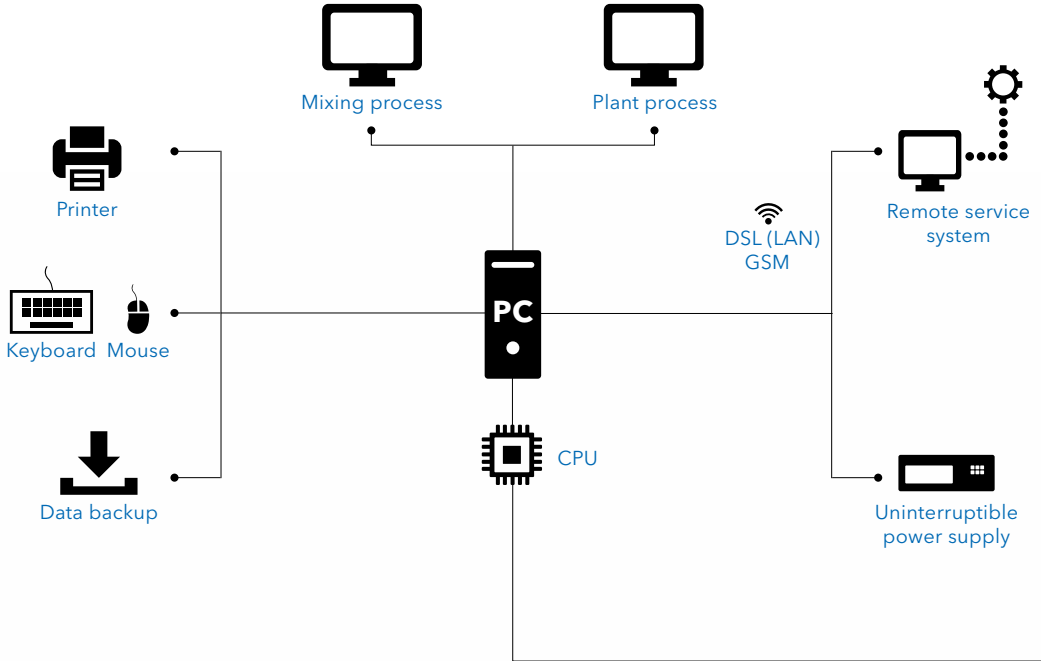 Mixing process
Plant process
Printer
DSL (LAN)
GSM
Remote service
system
PC
Keyboard
Mouse
CPU
Data backup
Uninterruptible
power supply